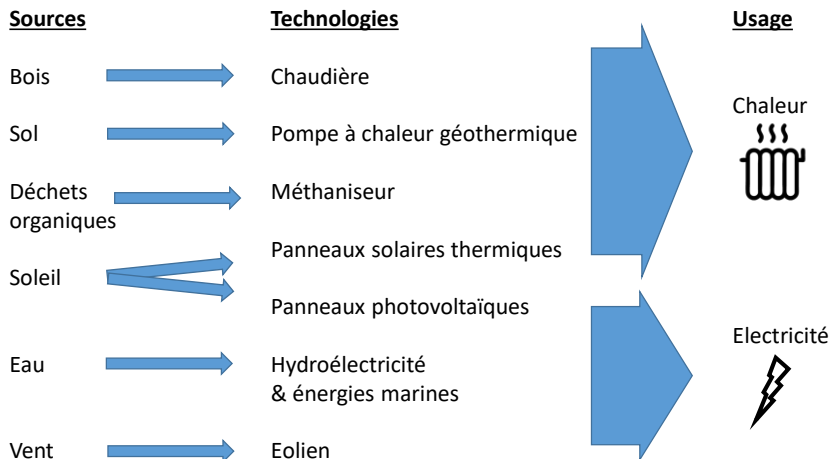 Sources
Technologies
Usage
Bois
Chaudière
Chaleur
Sol
Pompe à chaleur géothermique
Déchets
organiques
Méthaniseur
Soleil
Panneaux solaires thermiques
Panneaux photovoltaïques
Electricité
Eau
Hydroélectricité
& énergies marines
Vent
Eolien